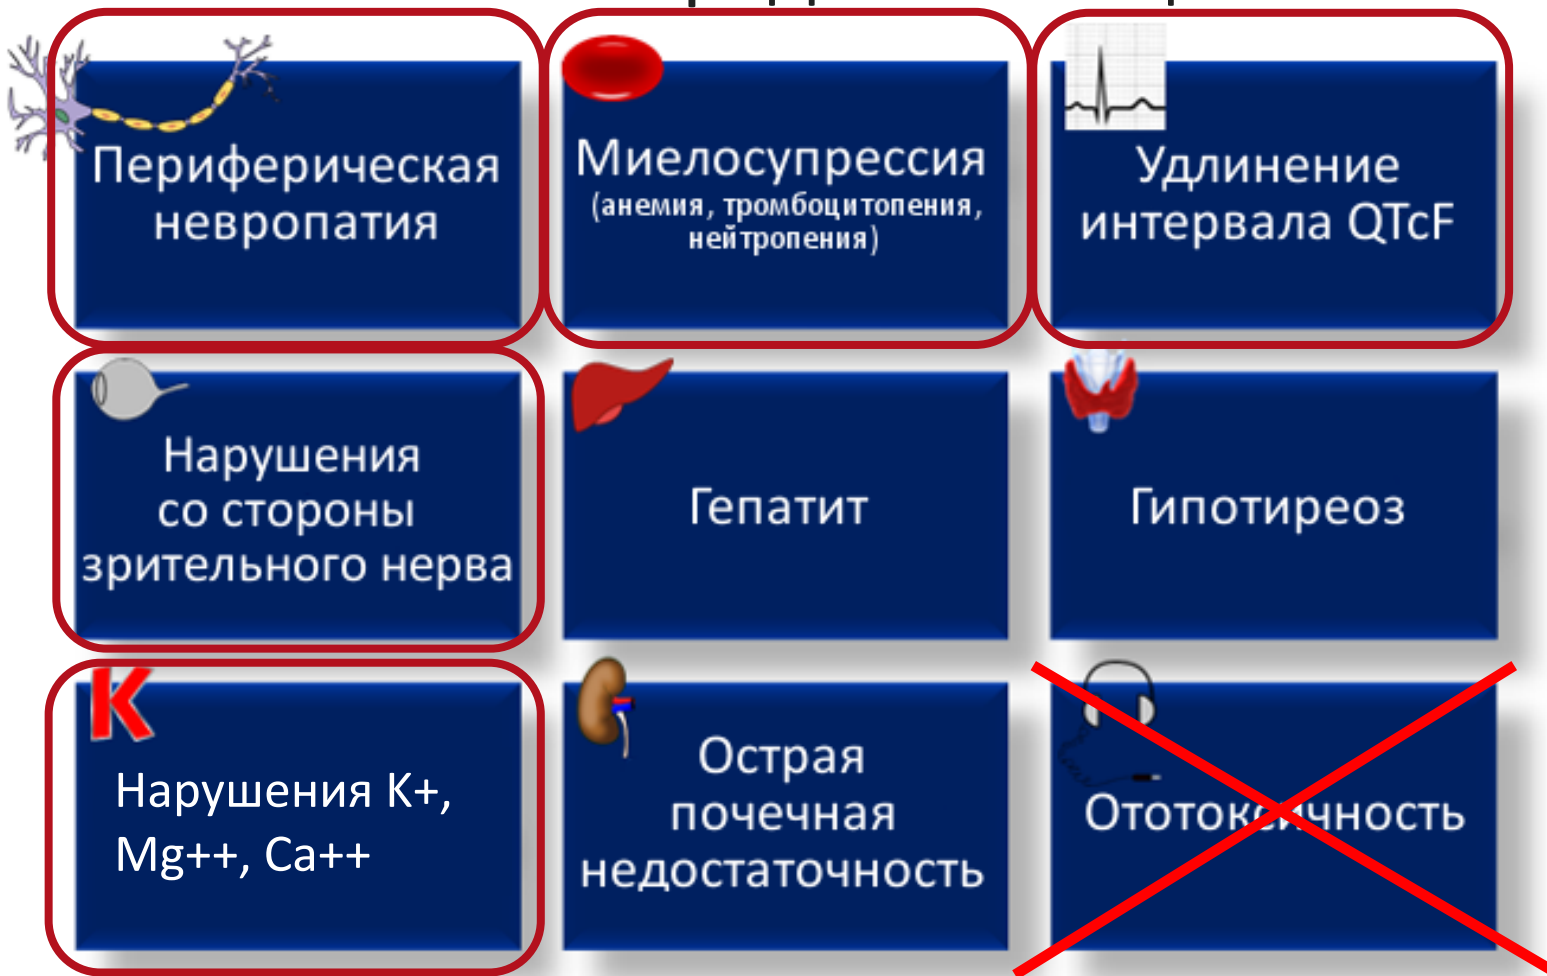 Периферическая
невропатия
Миелосупрессия
(анемия, тромбоцитопения,
нейтропения)
Удлинение
интервала QTcF
Нарушения
со стороны
зрительного нерва
Гепатит
Гипотиреоз
K
Нарушения K+,
Mg++, Ca++
Острая
почечная
недостаточность
Ототоксичность